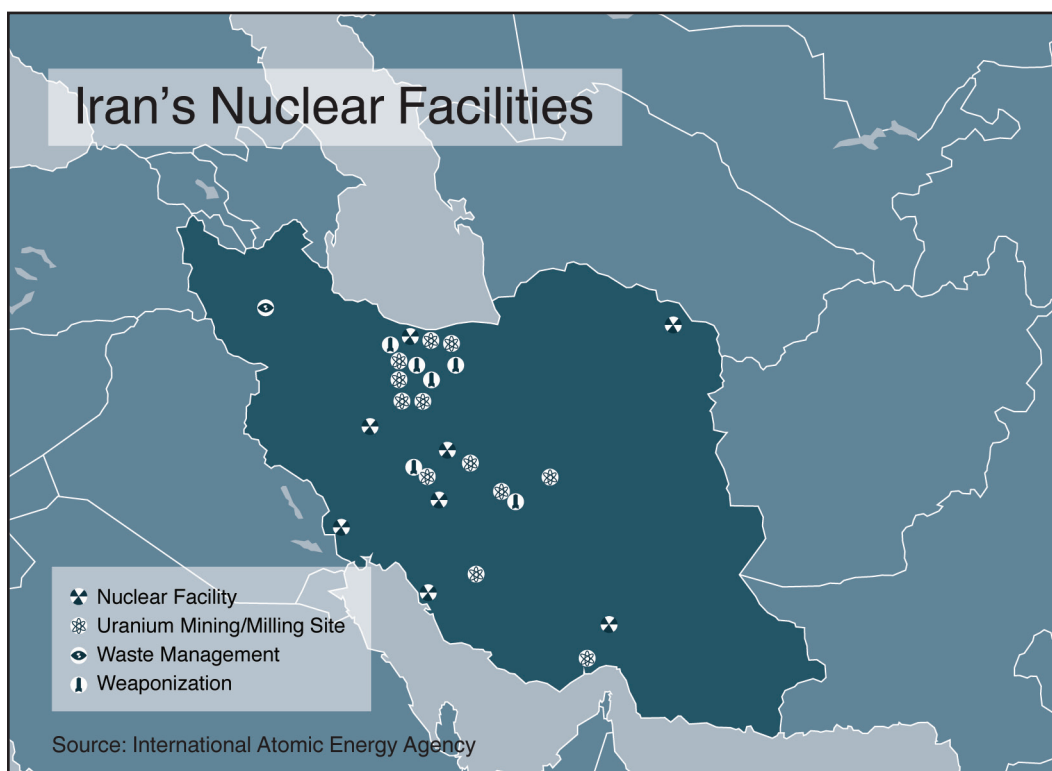 Iran's Nuclear Facilities
Nuclear Facility
Uranium Mining/Milling Site
Waste Management
Weaponization
Source: International Atomic Energy Agency